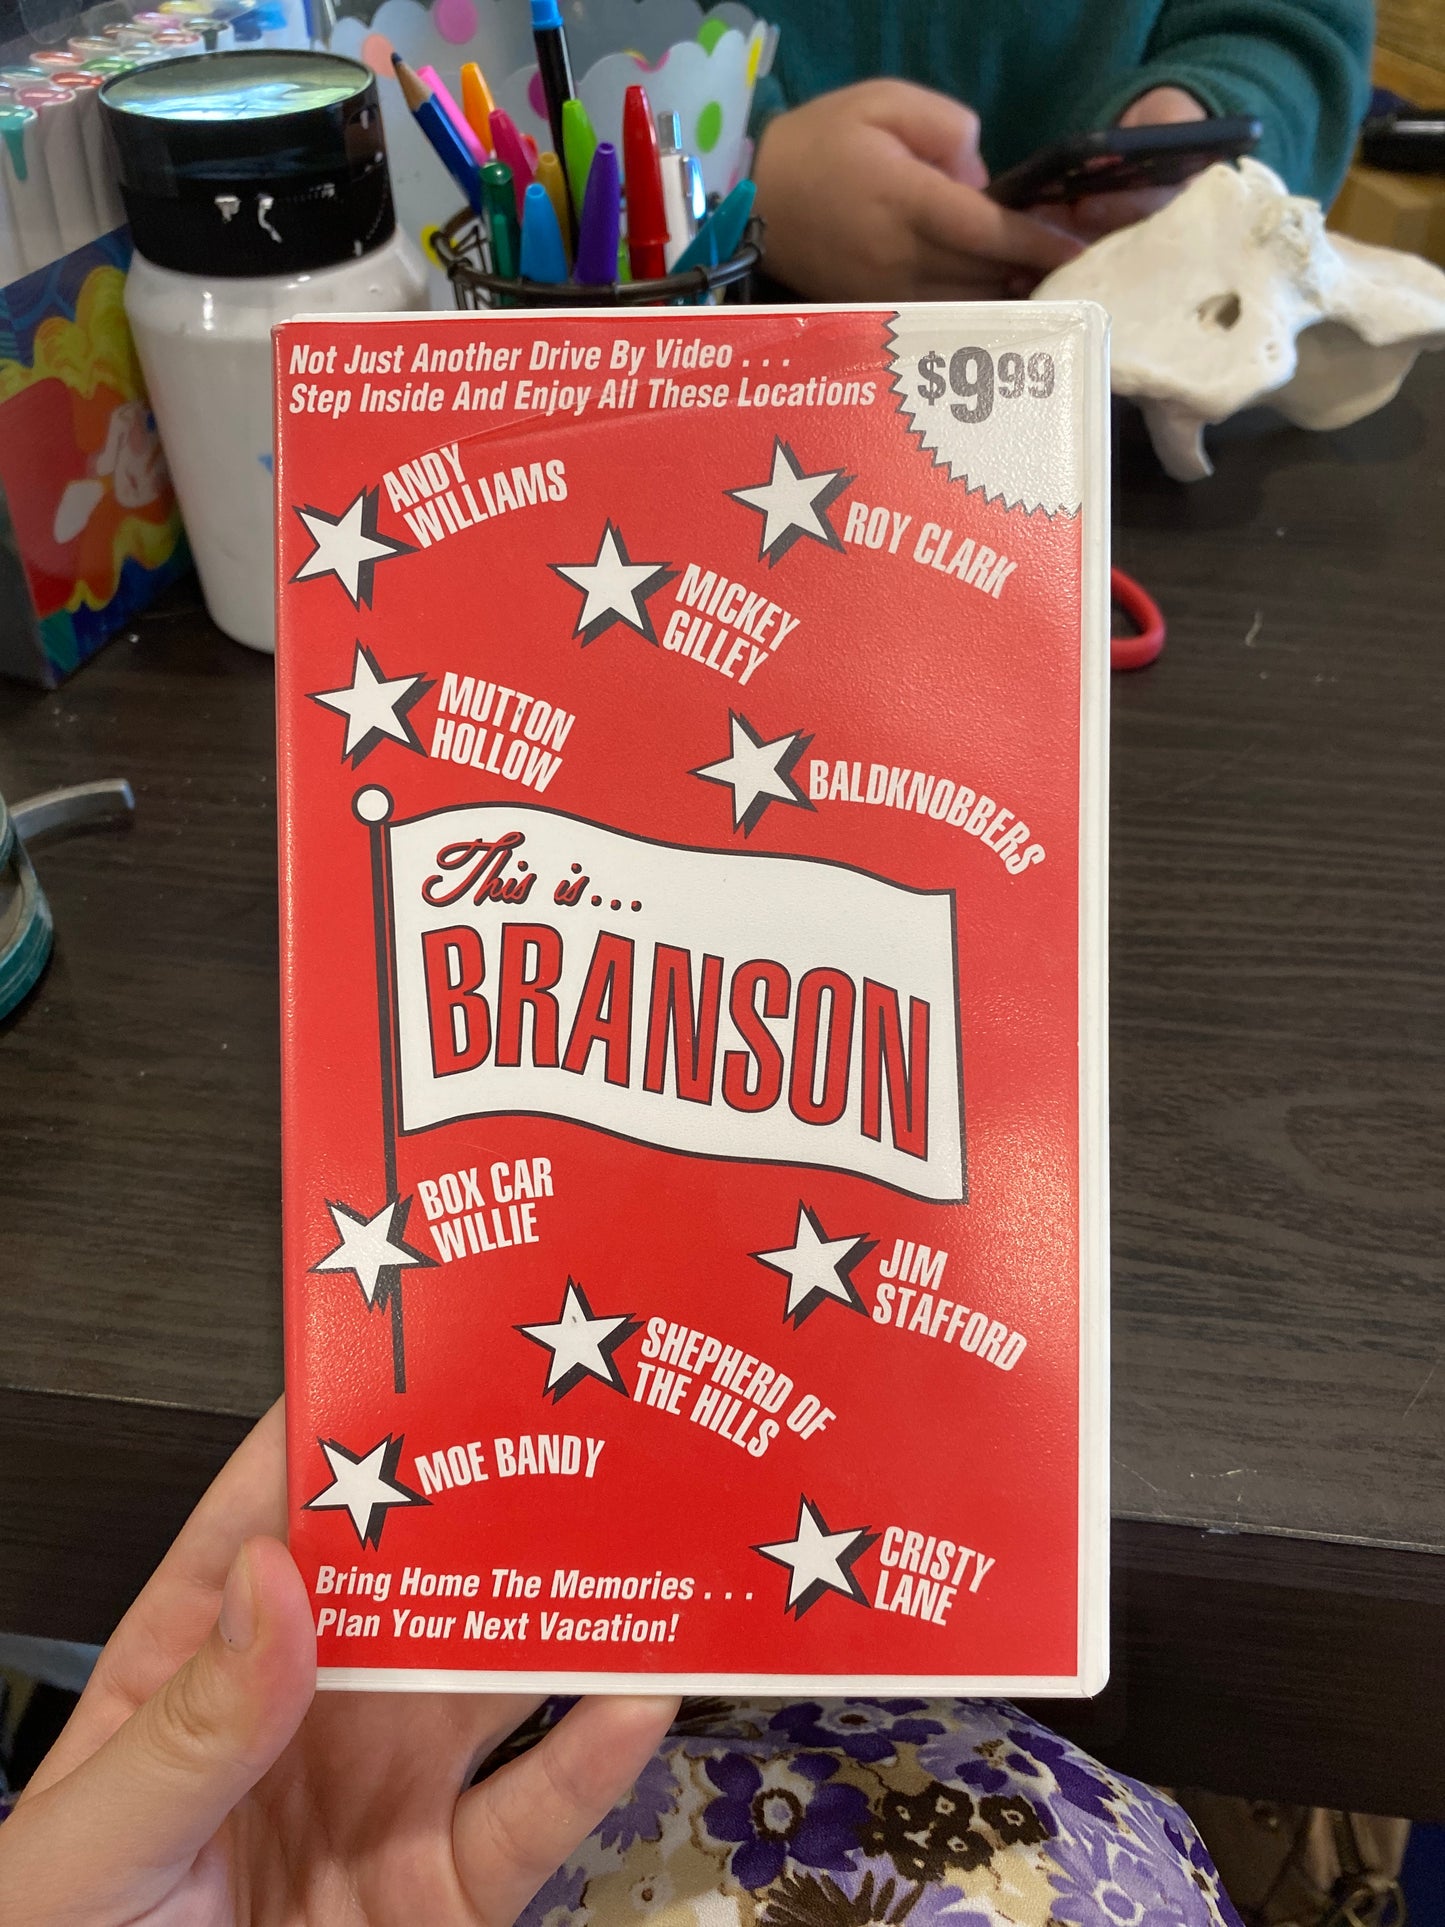 Not Just Another Drive By Video . . .
Step Inside And Enjoy All These Locations
$9.99
ANDY
WILLIAMS
ROY CLARK
MICKEY
GILLEY
MUTTON
HOLLOW
BALDKNOBBERS
This is...
BRANSON
BOX CAR
WILLIE
JIM
STAFFORD
SHEPHERD OF
THE HILLS
MOE BANDY
CRISTY
LANE
Bring Home The Memories . . .
Plan Your Next Vacation!